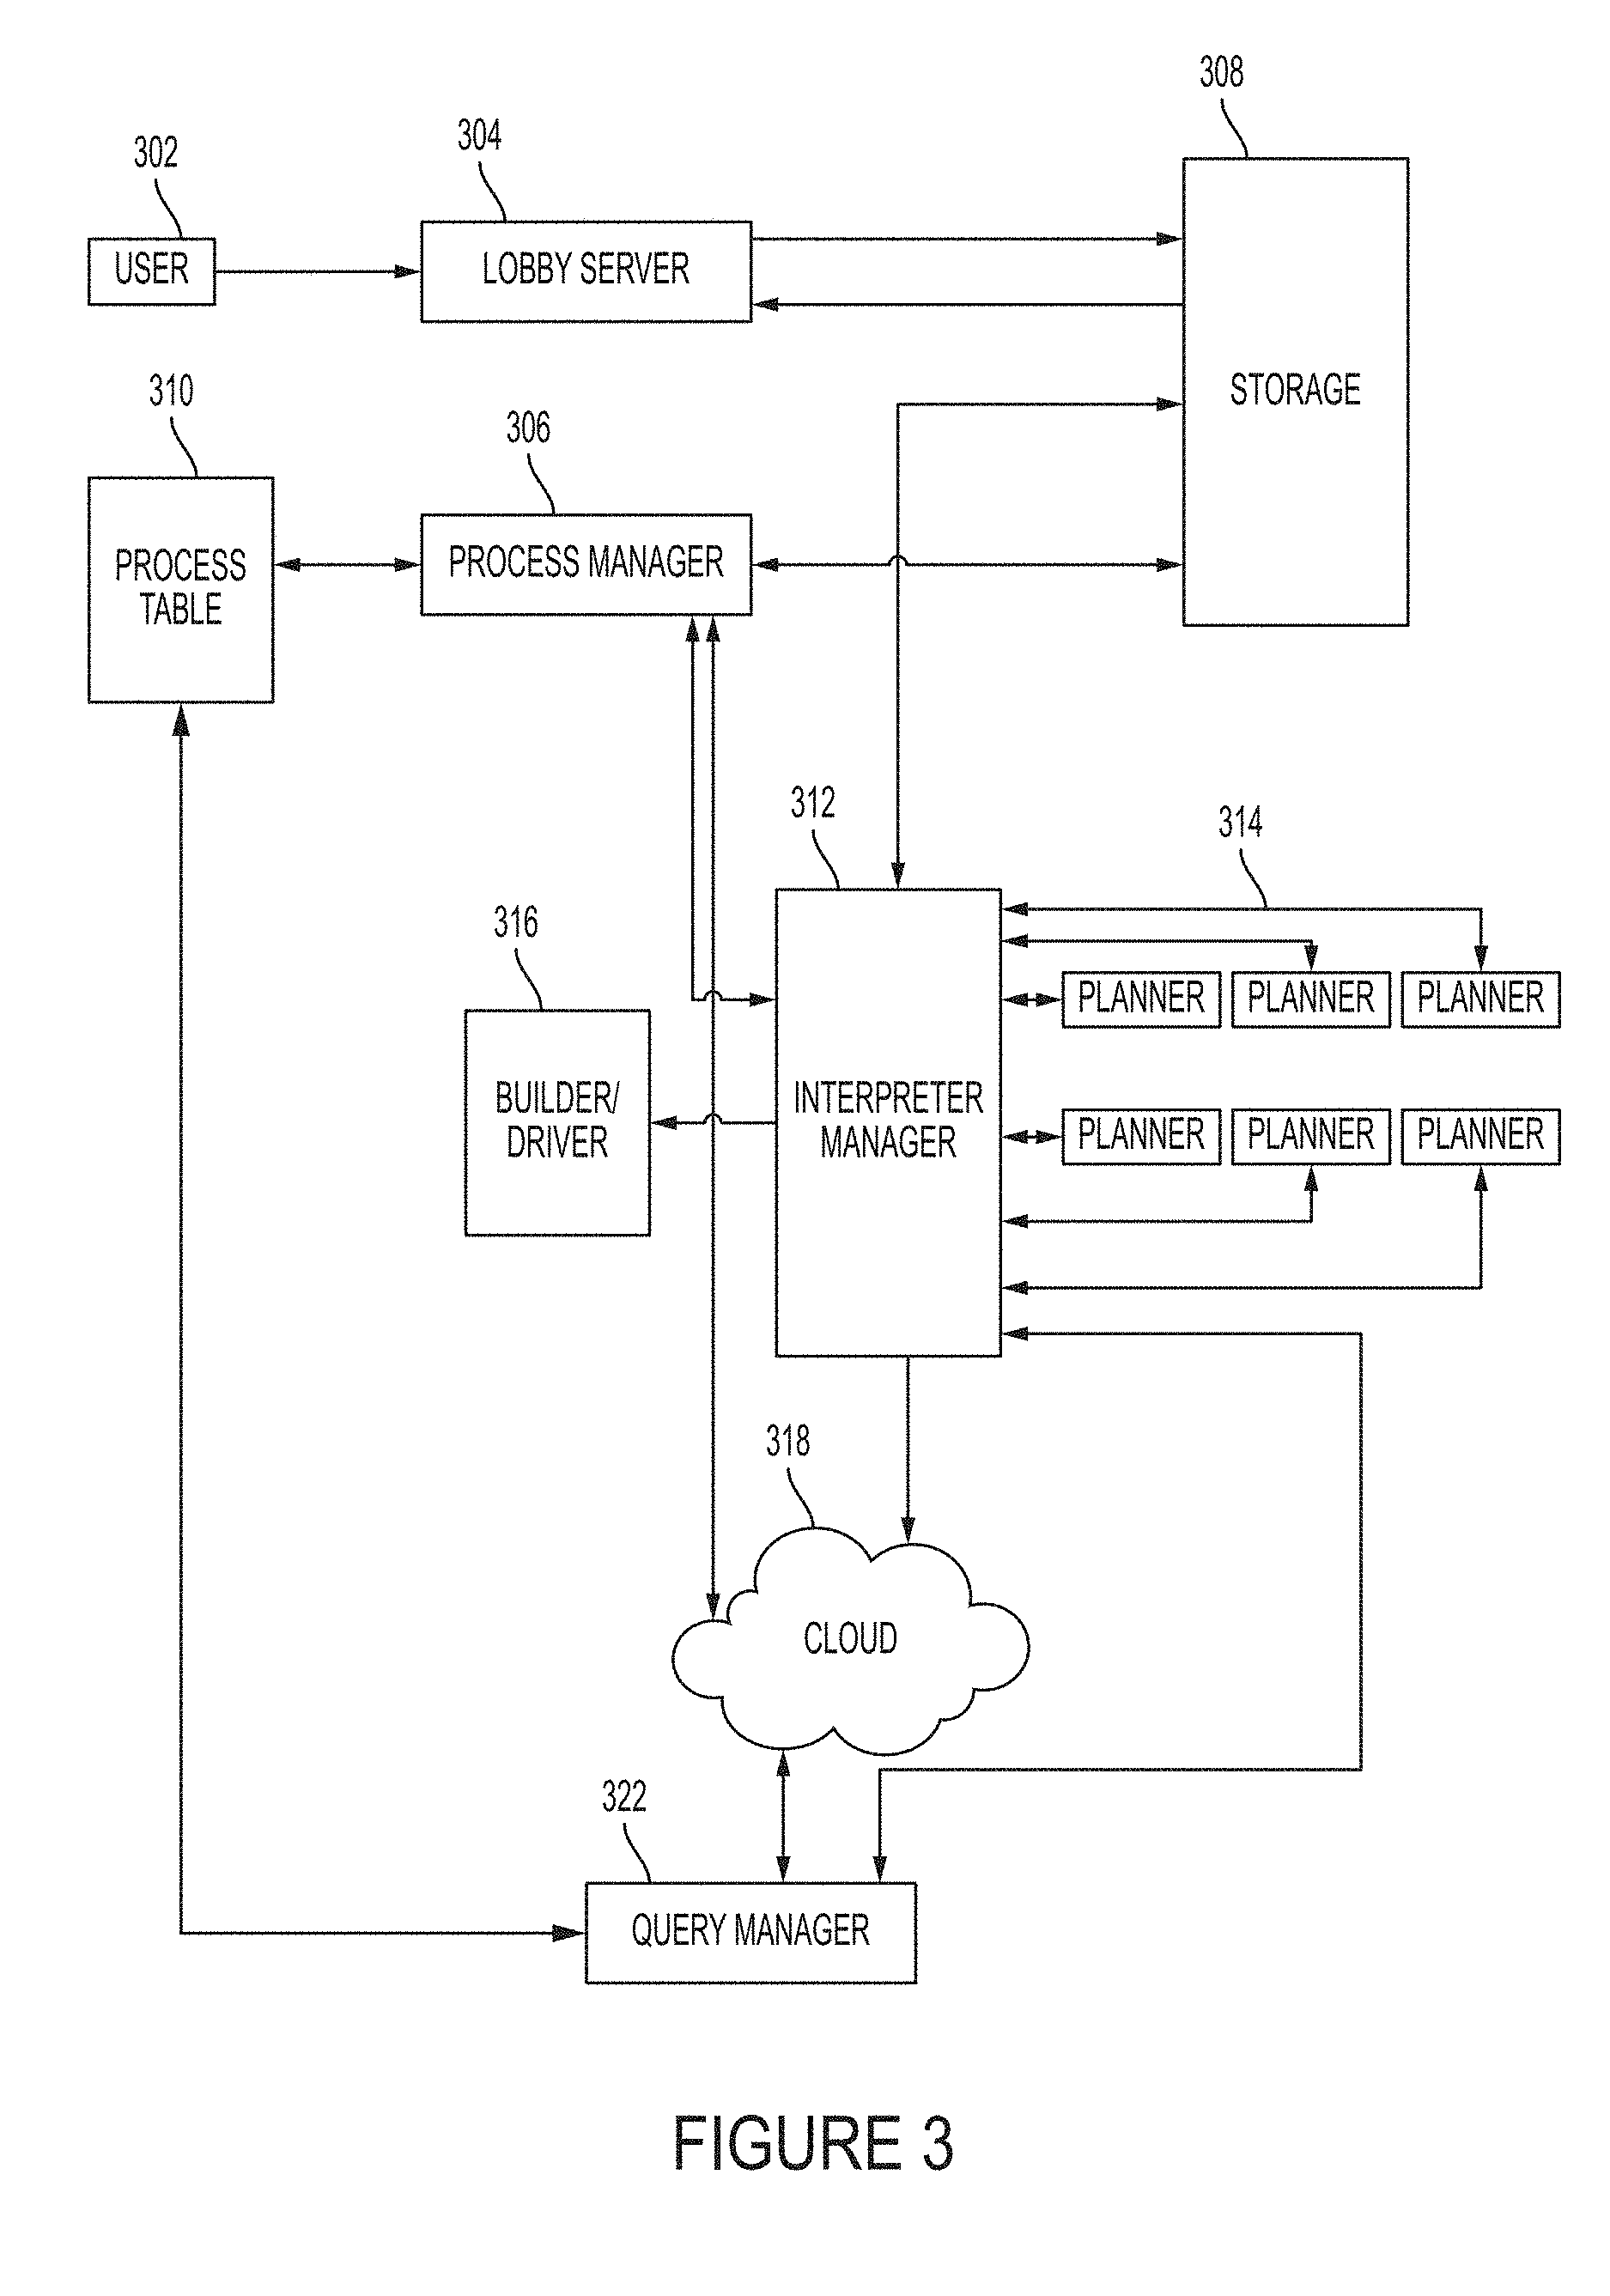 308
304
302
USER
LOBBY SERVER
STORAGE
310
306
PROCESS
TABLE
PROCESS MANAGER
312
314
316
PLANNER PLANNER PLANNER
BUILDER/
DRIVER
INTERPRETER
MANAGER
PLANNER PLANNER PLANNER
318
CLOUD
322
QUERY MANAGER
FIGURE 3